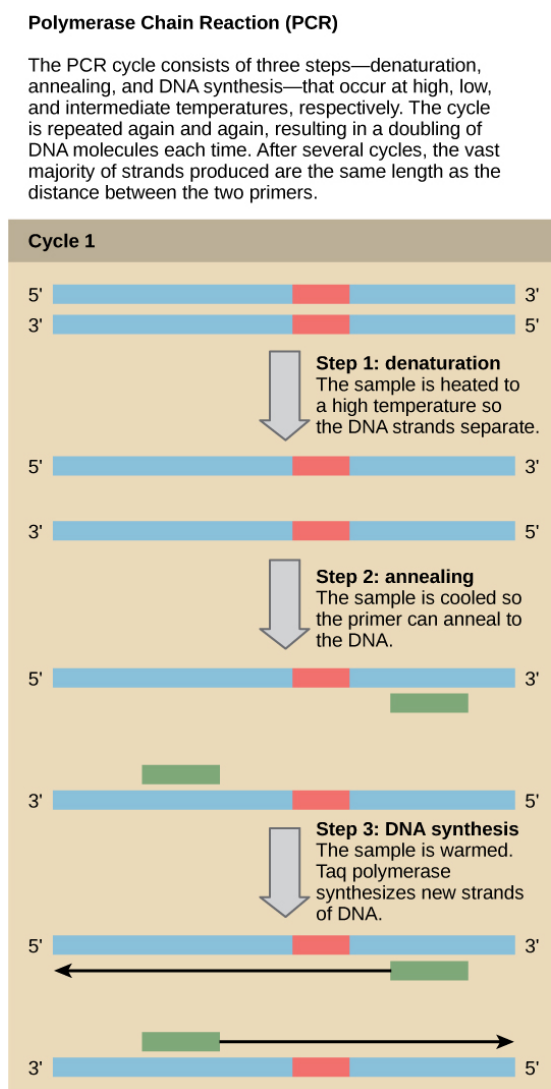 Polymerase Chain Reaction (PCR)
The PCR cycle consists of three steps—denaturation,
annealing, and DNA synthesis—that occur at high, low,
and intermediate temperatures, respectively. The cycle
is repeated again and again, resulting in a doubling of
DNA molecules each time. After several cycles, the vast
majority of strands produced are the same length as the
distance between the two primers.
Cycle 1
5' 3'
3' 5'
Step 1: denaturation
The sample is heated to
a high temperature so
the DNA strands separate.
5' 3'
3' 5'
Step 2: annealing
The sample is cooled so
the primer can anneal to
the DNA.
5' 3'
3' 5'
Step 3: DNA synthesis
The sample is warmed.
Taq polymerase
synthesizes new strands
of DNA.
5' 3'
3' 5'